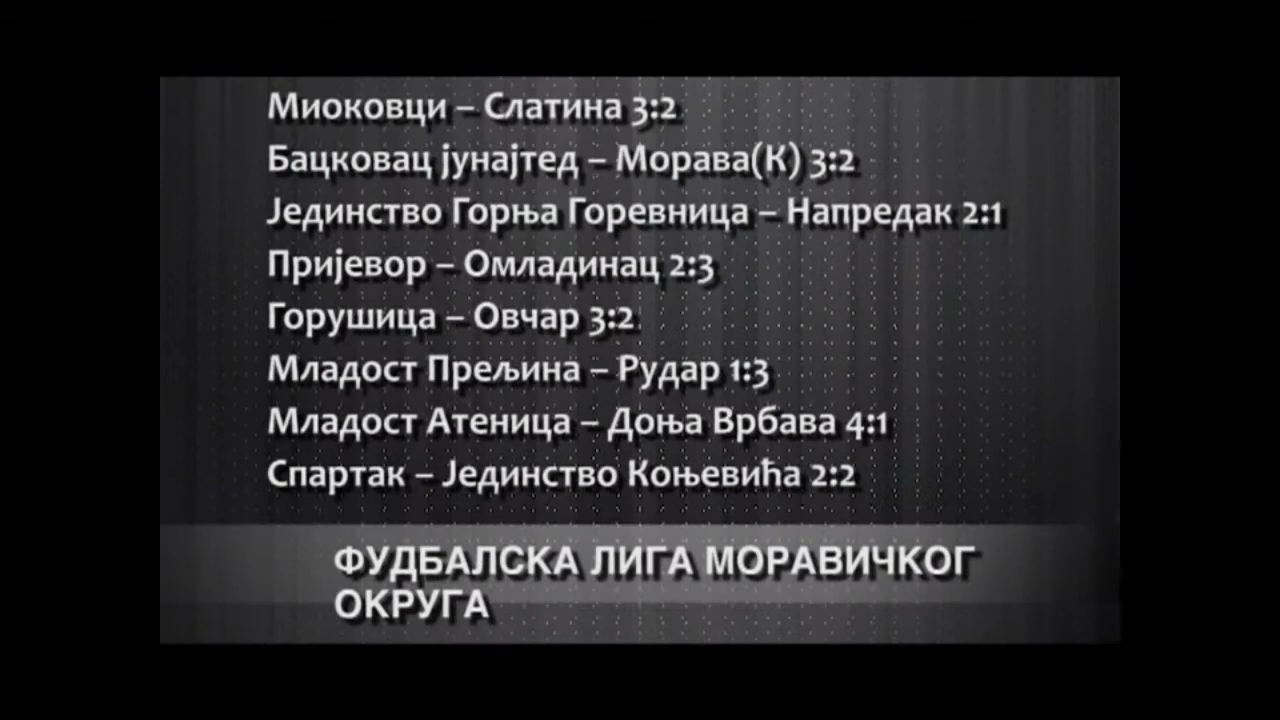 Миоковци – Слатина 3:2
Бацковац јунајтед – Морава(К) 3:2
Јединство Горња Горевница – Напредак 2:1
Пријевор – Омладинац 2:3
Горушица – Овчар 3:2
Младост Прељина – Рудар 1:3
Младост Атеница – Доња Врбава 4:1
Спартак – Јединство Коњевића 2:2
ФУДБАЛСКА ЛИГА МОРАВИЧКОГ
ОКРУГА